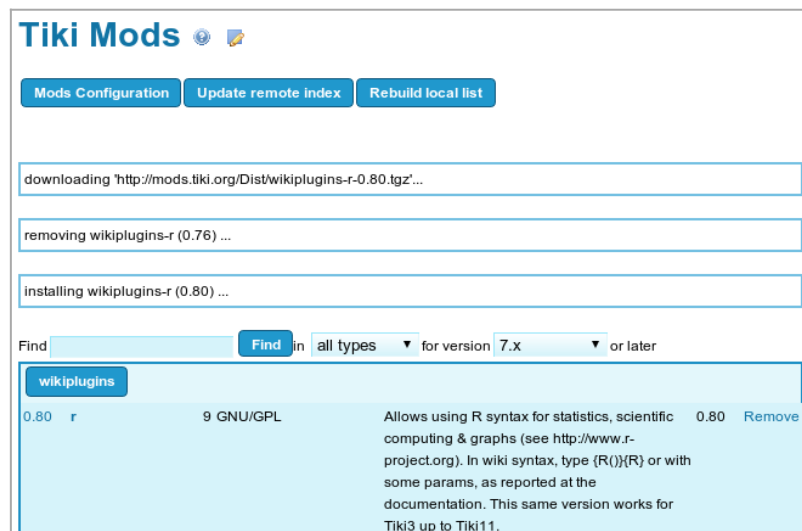 Tiki Mods
Mods Configuration Update remote index Rebuild local list
downloading 'http://mods.tiki.org/Dist/wikiplugins-r-0.80.tgz'...
removing wikiplugins-r (0.76) ...
installing wikiplugins-r (0.80) ...
Find Find in all types for version 7.x or later
wikiplugins
0.80 r 9 GNU/GPL Allows using R syntax for statistics, scientific 0.80 Remove
computing & graphs (see http://www.r-
project.org). In wiki syntax, type {R()}{R} or with
some params, as reported at the
documentation. This same version works for
Tiki3 up to Tiki11.